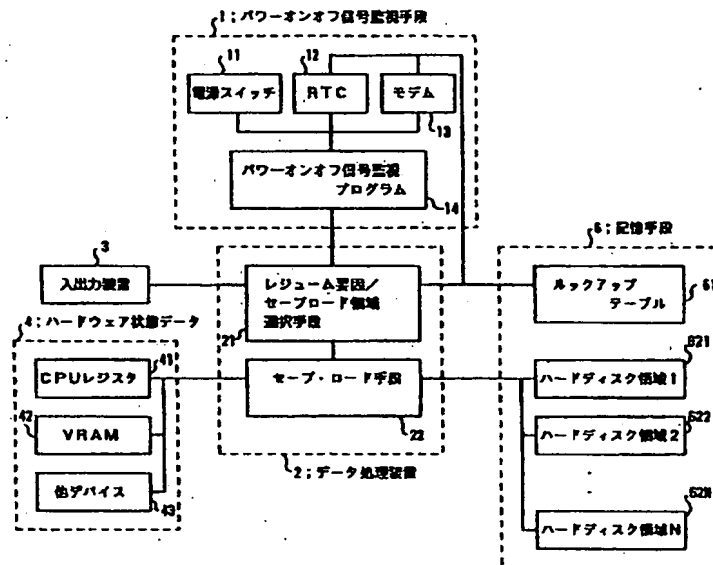 1;パワーオンオフ信号監視手段
11
電源スイッチ
12
RTC
モデム
13
パワーオンオフ信号監視
プログラム
14
3
入出力装置
レジューム要因/
セーブロード領域
選択手段
21
セーブ・ロード手段
22
2;データ処理装置
4;ハードウェア状態データ
41
CPUレジスタ
42
VRAM
他デバイス
43
6;記憶手段
ルックアップ
テーブル
61
621
ハードディスク領域1
622
ハードディスク領域2
62N
ハードディスク領域N